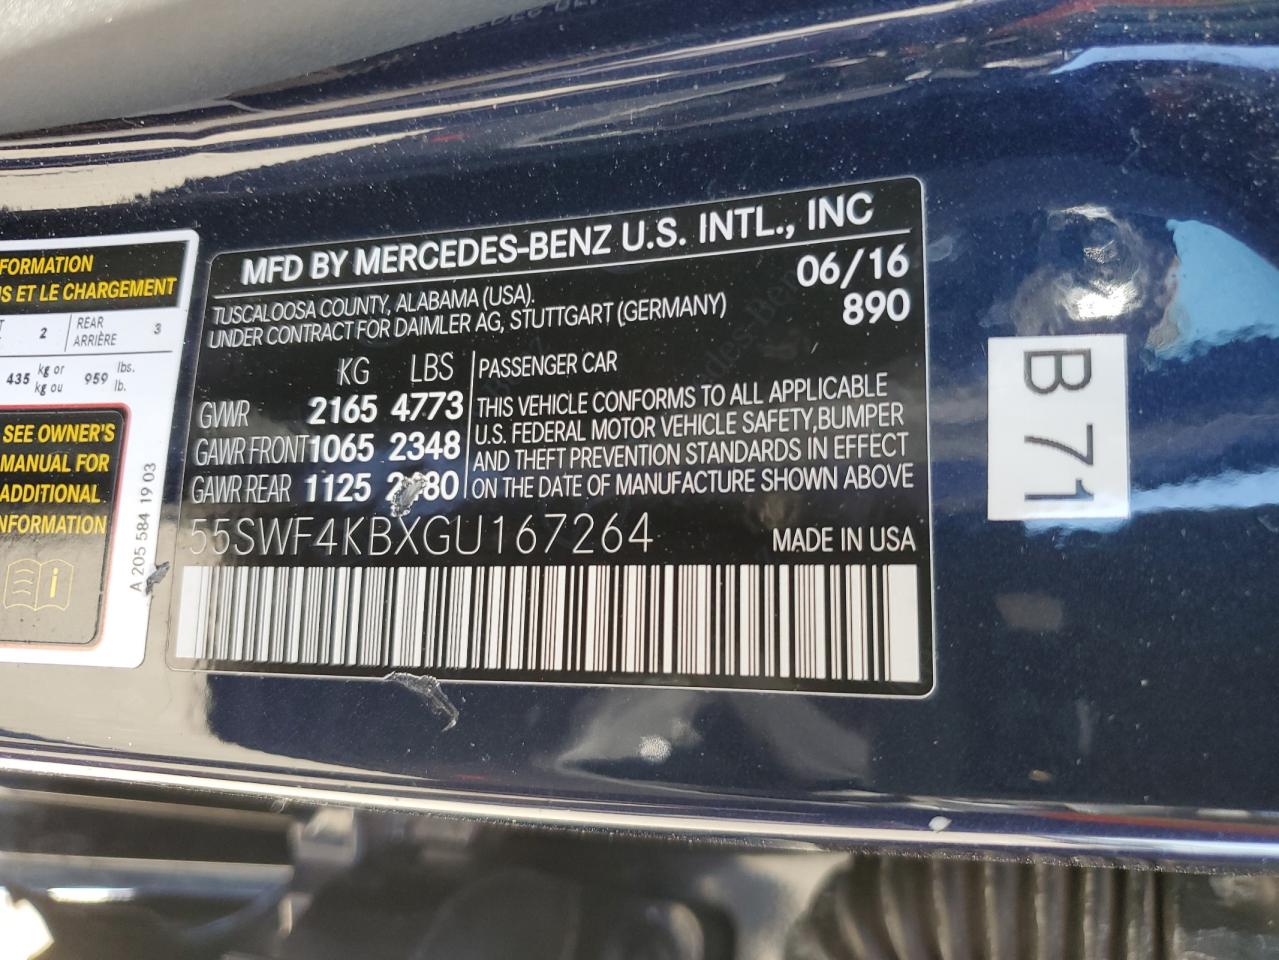 FORMATION
S ET LE CHARGEMENT
2 REAR ARRIÈRE 3
435 kg or kg ou 959 lbs. lb.
SEE OWNER'S
MANUAL FOR
ADDITIONAL
NFORMATION
i
A 205 584 19 03
MFD BY MERCEDES-BENZ U.S. INTL., INC
TUSCALOOSA COUNTY, ALABAMA (USA).
UNDER CONTRACT FOR DAIMLER AG, STUTTGART (GERMANY)
06/16
890
KG LBS
GVWR 2165 4773
GAWR FRONT 1065 2348
GAWR REAR 1125
PASSENGER CAR
THIS VEHICLE CONFORMS TO ALL APPLICABLE
U.S. FEDERAL MOTOR VEHICLE SAFETY,BUMPER
AND THEFT PREVENTION STANDARDS IN EFFECT
ON THE DATE OF MANUFACTURE SHOWN ABOVE
55SWF4KBXGU167264
MADE IN USA
B 71